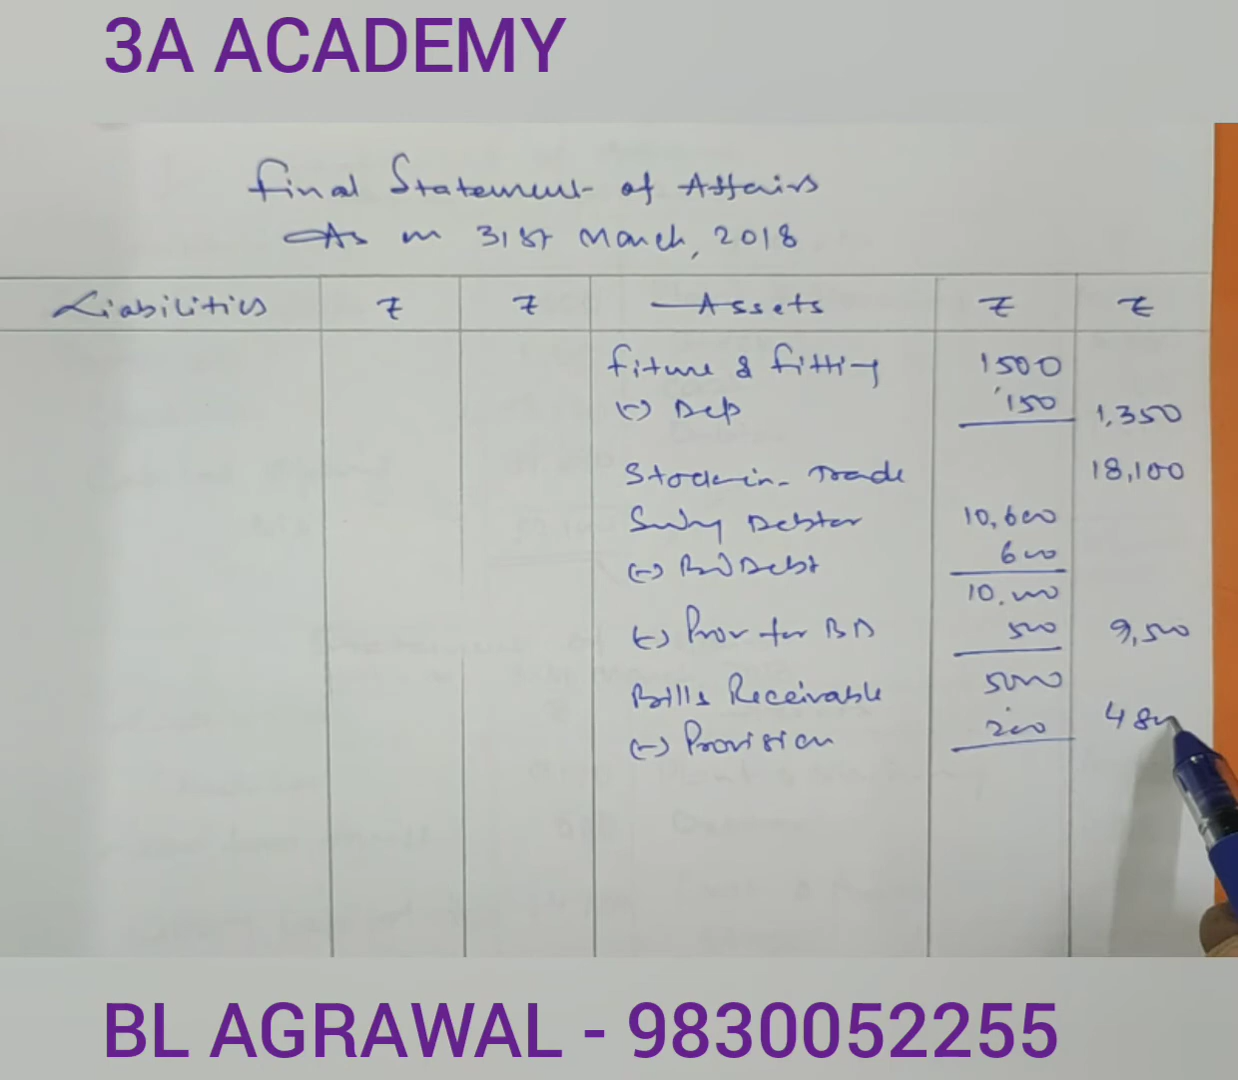 3A ACADEMY
Final Statement of Affairs
As on 31st March, 2018
Liabilities ₹ ₹ Assets ₹ ₹
Fiture & fitting 1500
(-) Dep 150 1,350
Stock-in-Trade 18,100
Sundry Debtor 10,600
(-) Bad Debt 600
10,000
(-) Prov for BD 500 9,500
Bills Receivable 5000
(-) Provision 200 480
BL AGRAWAL - 9830052255